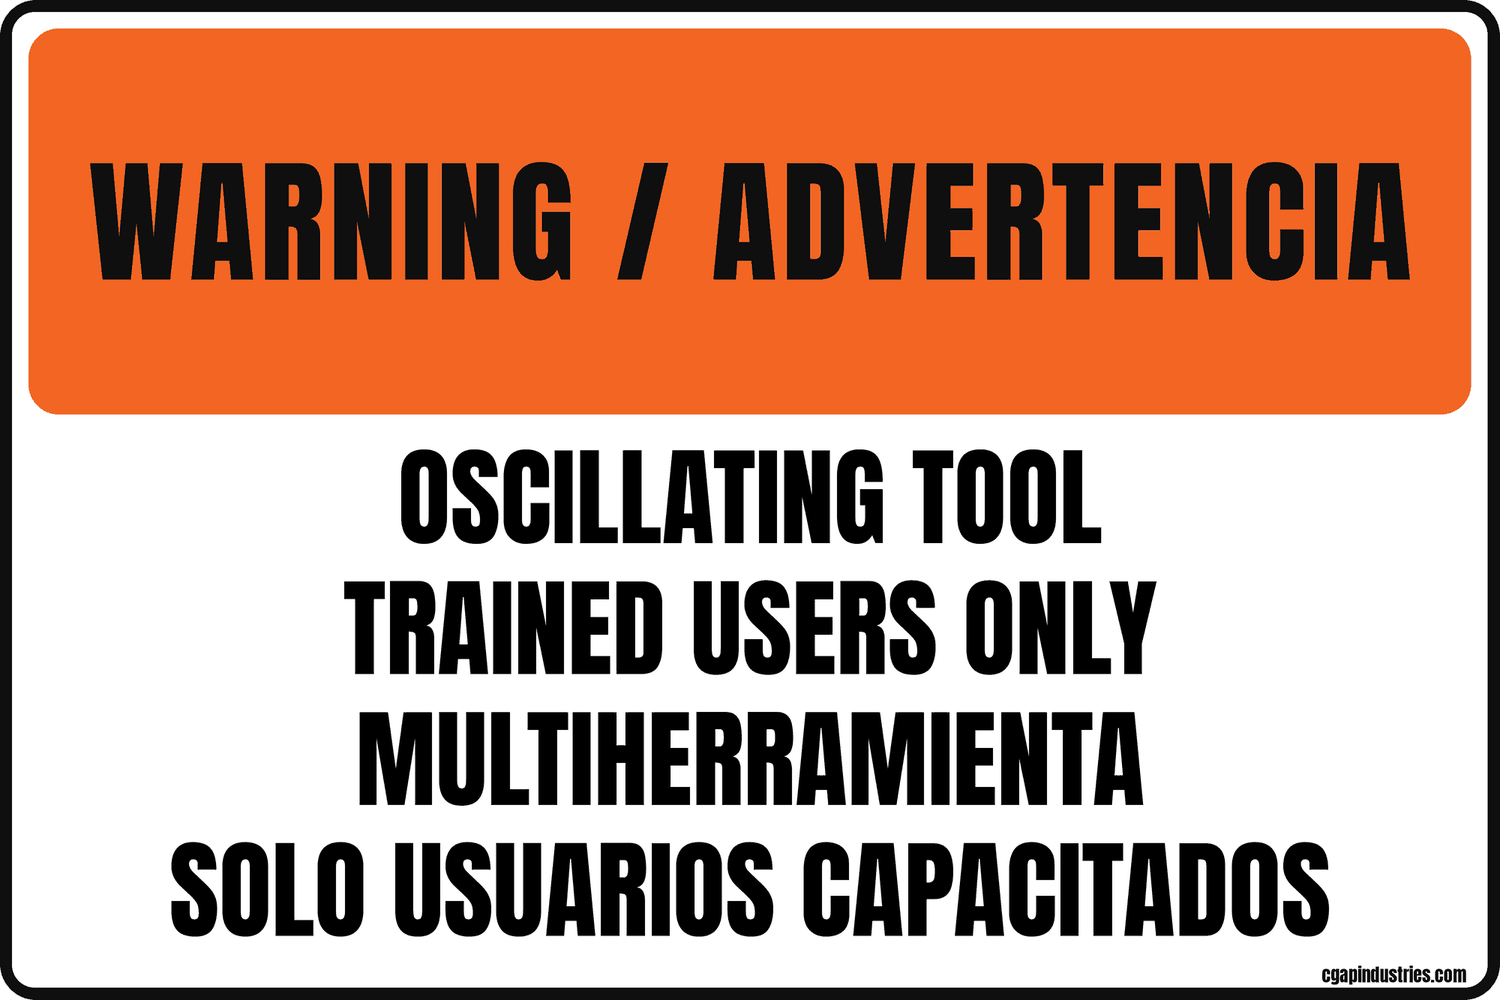 WARNING / ADVERTENCIA
OSCILLATING TOOL
TRAINED USERS ONLY
MULTIHERRAMIENTA
SOLO USUARIOS CAPACITADOS
cgapindustries.com